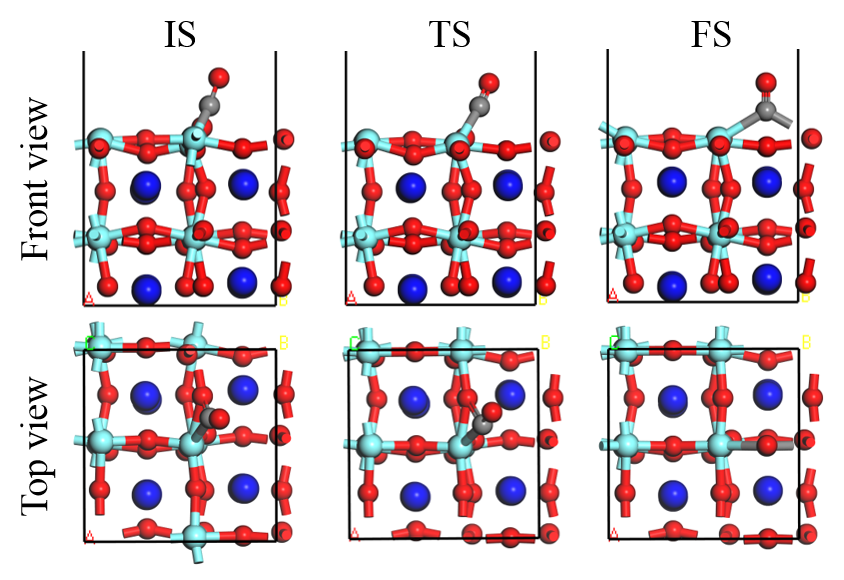 IS TS FS
Front view
A B A B A B
C B C B C B
Top view
A A A